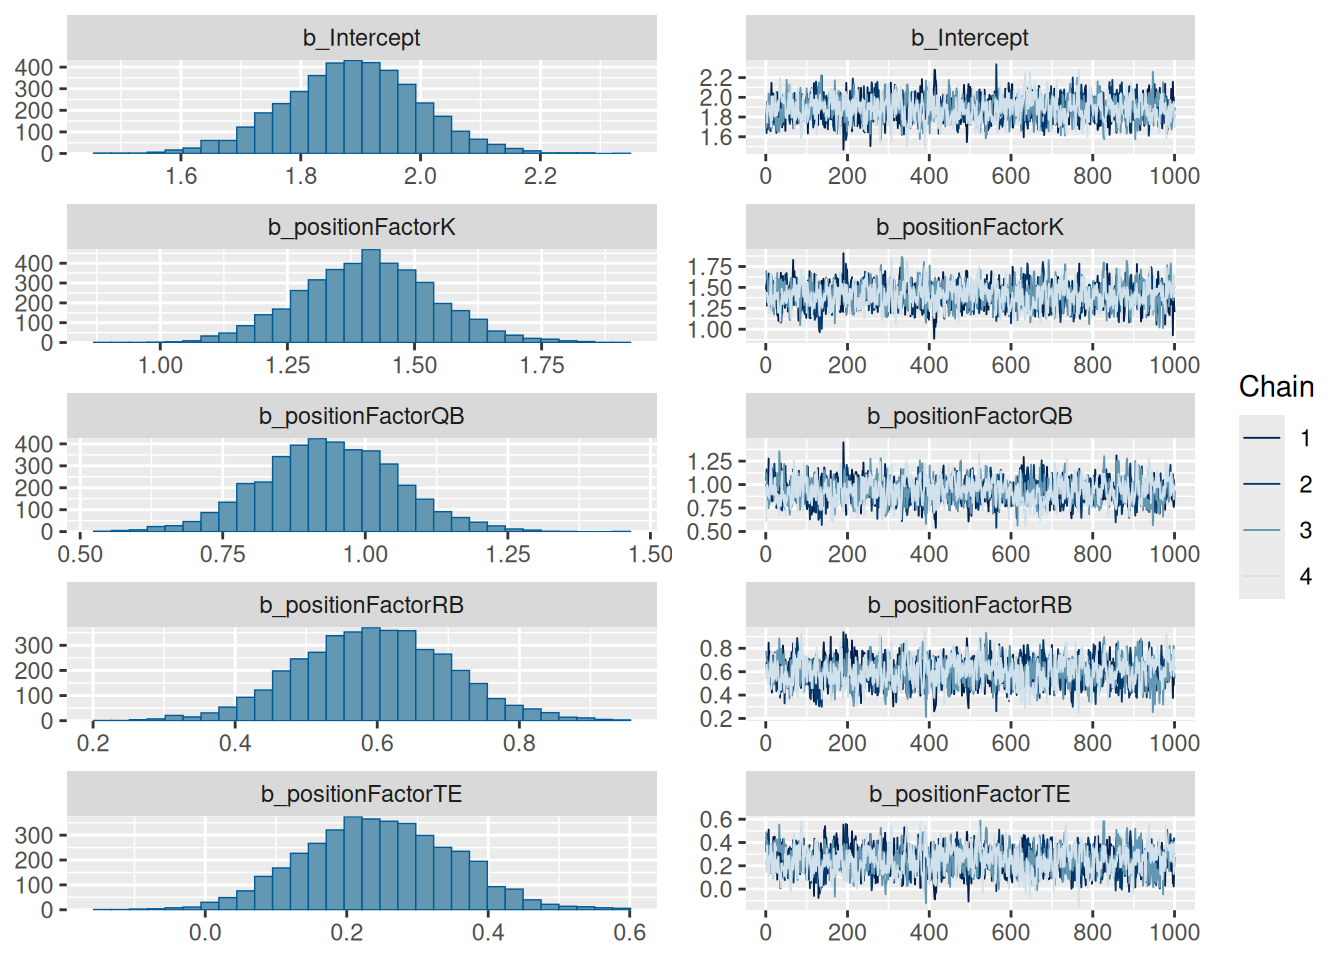 b_Intercept
400
300
200
100
0
1.6 1.8 2.0 2.2
b_Intercept
2.2
2.0
1.8
1.6
0 200 400 600 800 1000
b_positionFactorK
400
300
200
100
0
1.00 1.25 1.50 1.75
b_positionFactorK
1.75
1.50
1.25
1.00
0 200 400 600 800 1000
b_positionFactorQB
400
300
200
100
0
0.50 0.75 1.00 1.25 1.50
b_positionFactorQB
1.25
1.00
0.75
0.50
0 200 400 600 800 1000
b_positionFactorRB
300
200
100
0
0.2 0.4 0.6 0.8
b_positionFactorRB
0.8
0.6
0.4
0.2
0 200 400 600 800 1000
b_positionFactorTE
300
200
100
0
0.0 0.2 0.4 0.6
b_positionFactorTE
0.6
0.4
0.2
0.0
0 200 400 600 800 1000
Chain
1
2
3
4